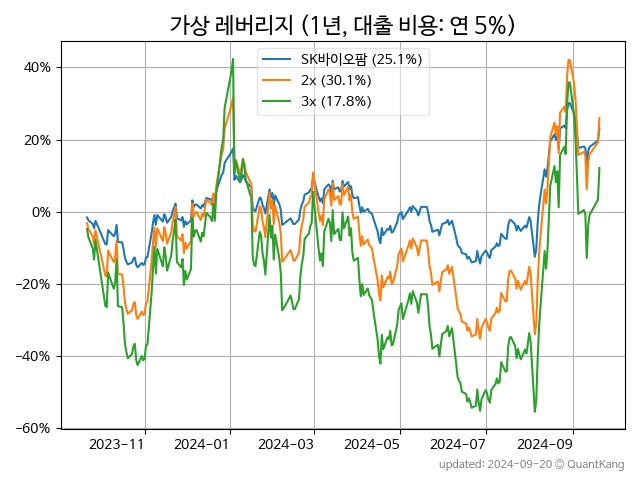 가상 레버리지 (1년, 대출 비용: 연 5%)
SK바이오팜 (25.1%)
2x (30.1%)
3x (17.8%)
40%
20%
0%
−20%
−40%
−60%
2023-11
2024-01
2024-03
2024-05
2024-07
2024-09
updated: 2024-09-20 © QuantKang